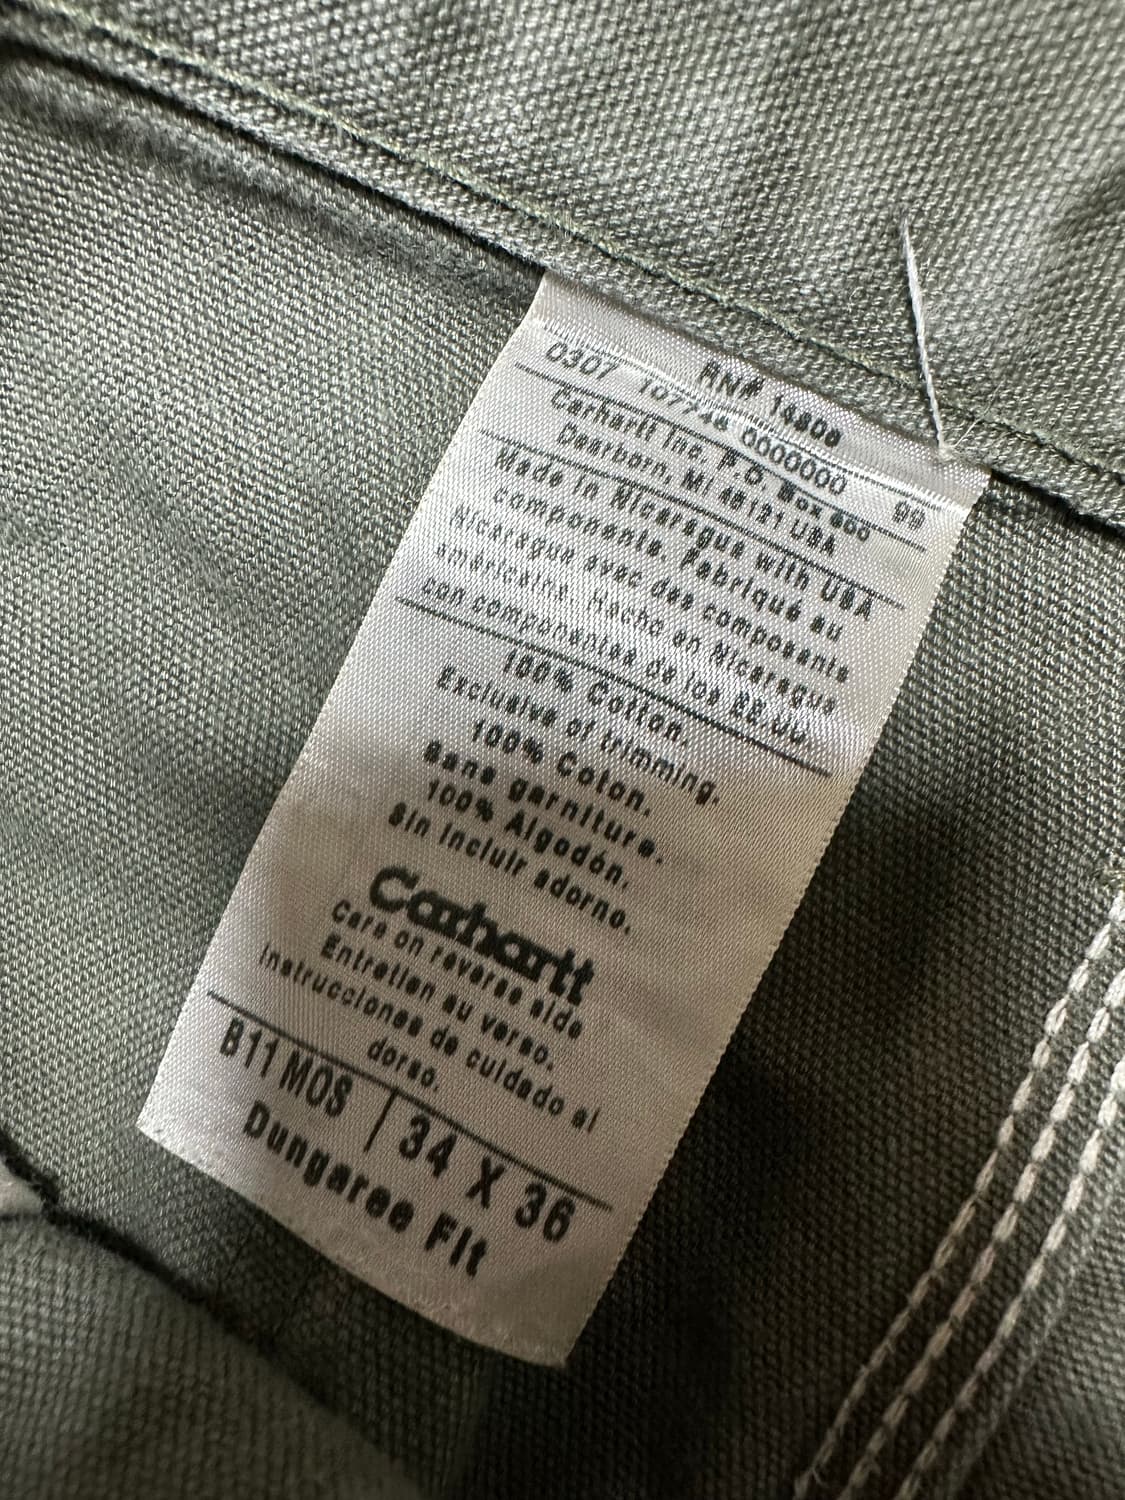 RN# 14806
0307 107748 0000000 99
Carhartt Inc. P.O. Box 600
Dearborn, MI 48121 USA
Made in Nicaragua with USA
components. Fabriqué au
Nicarague avec des composants
américains. Hecho en Nicaragua
con componentes de los EE.UU.
100% Cotton.
Exclusive of trimming.
100% Coton.
Sans garniture.
100% Algodón.
Sin incluir adorno.
Carhartt
Care on reverse side
Entretien au verso.
Instrucciones de cuidado al
dorso.
B11 MOS | 34 X 36
Dungaree Fit